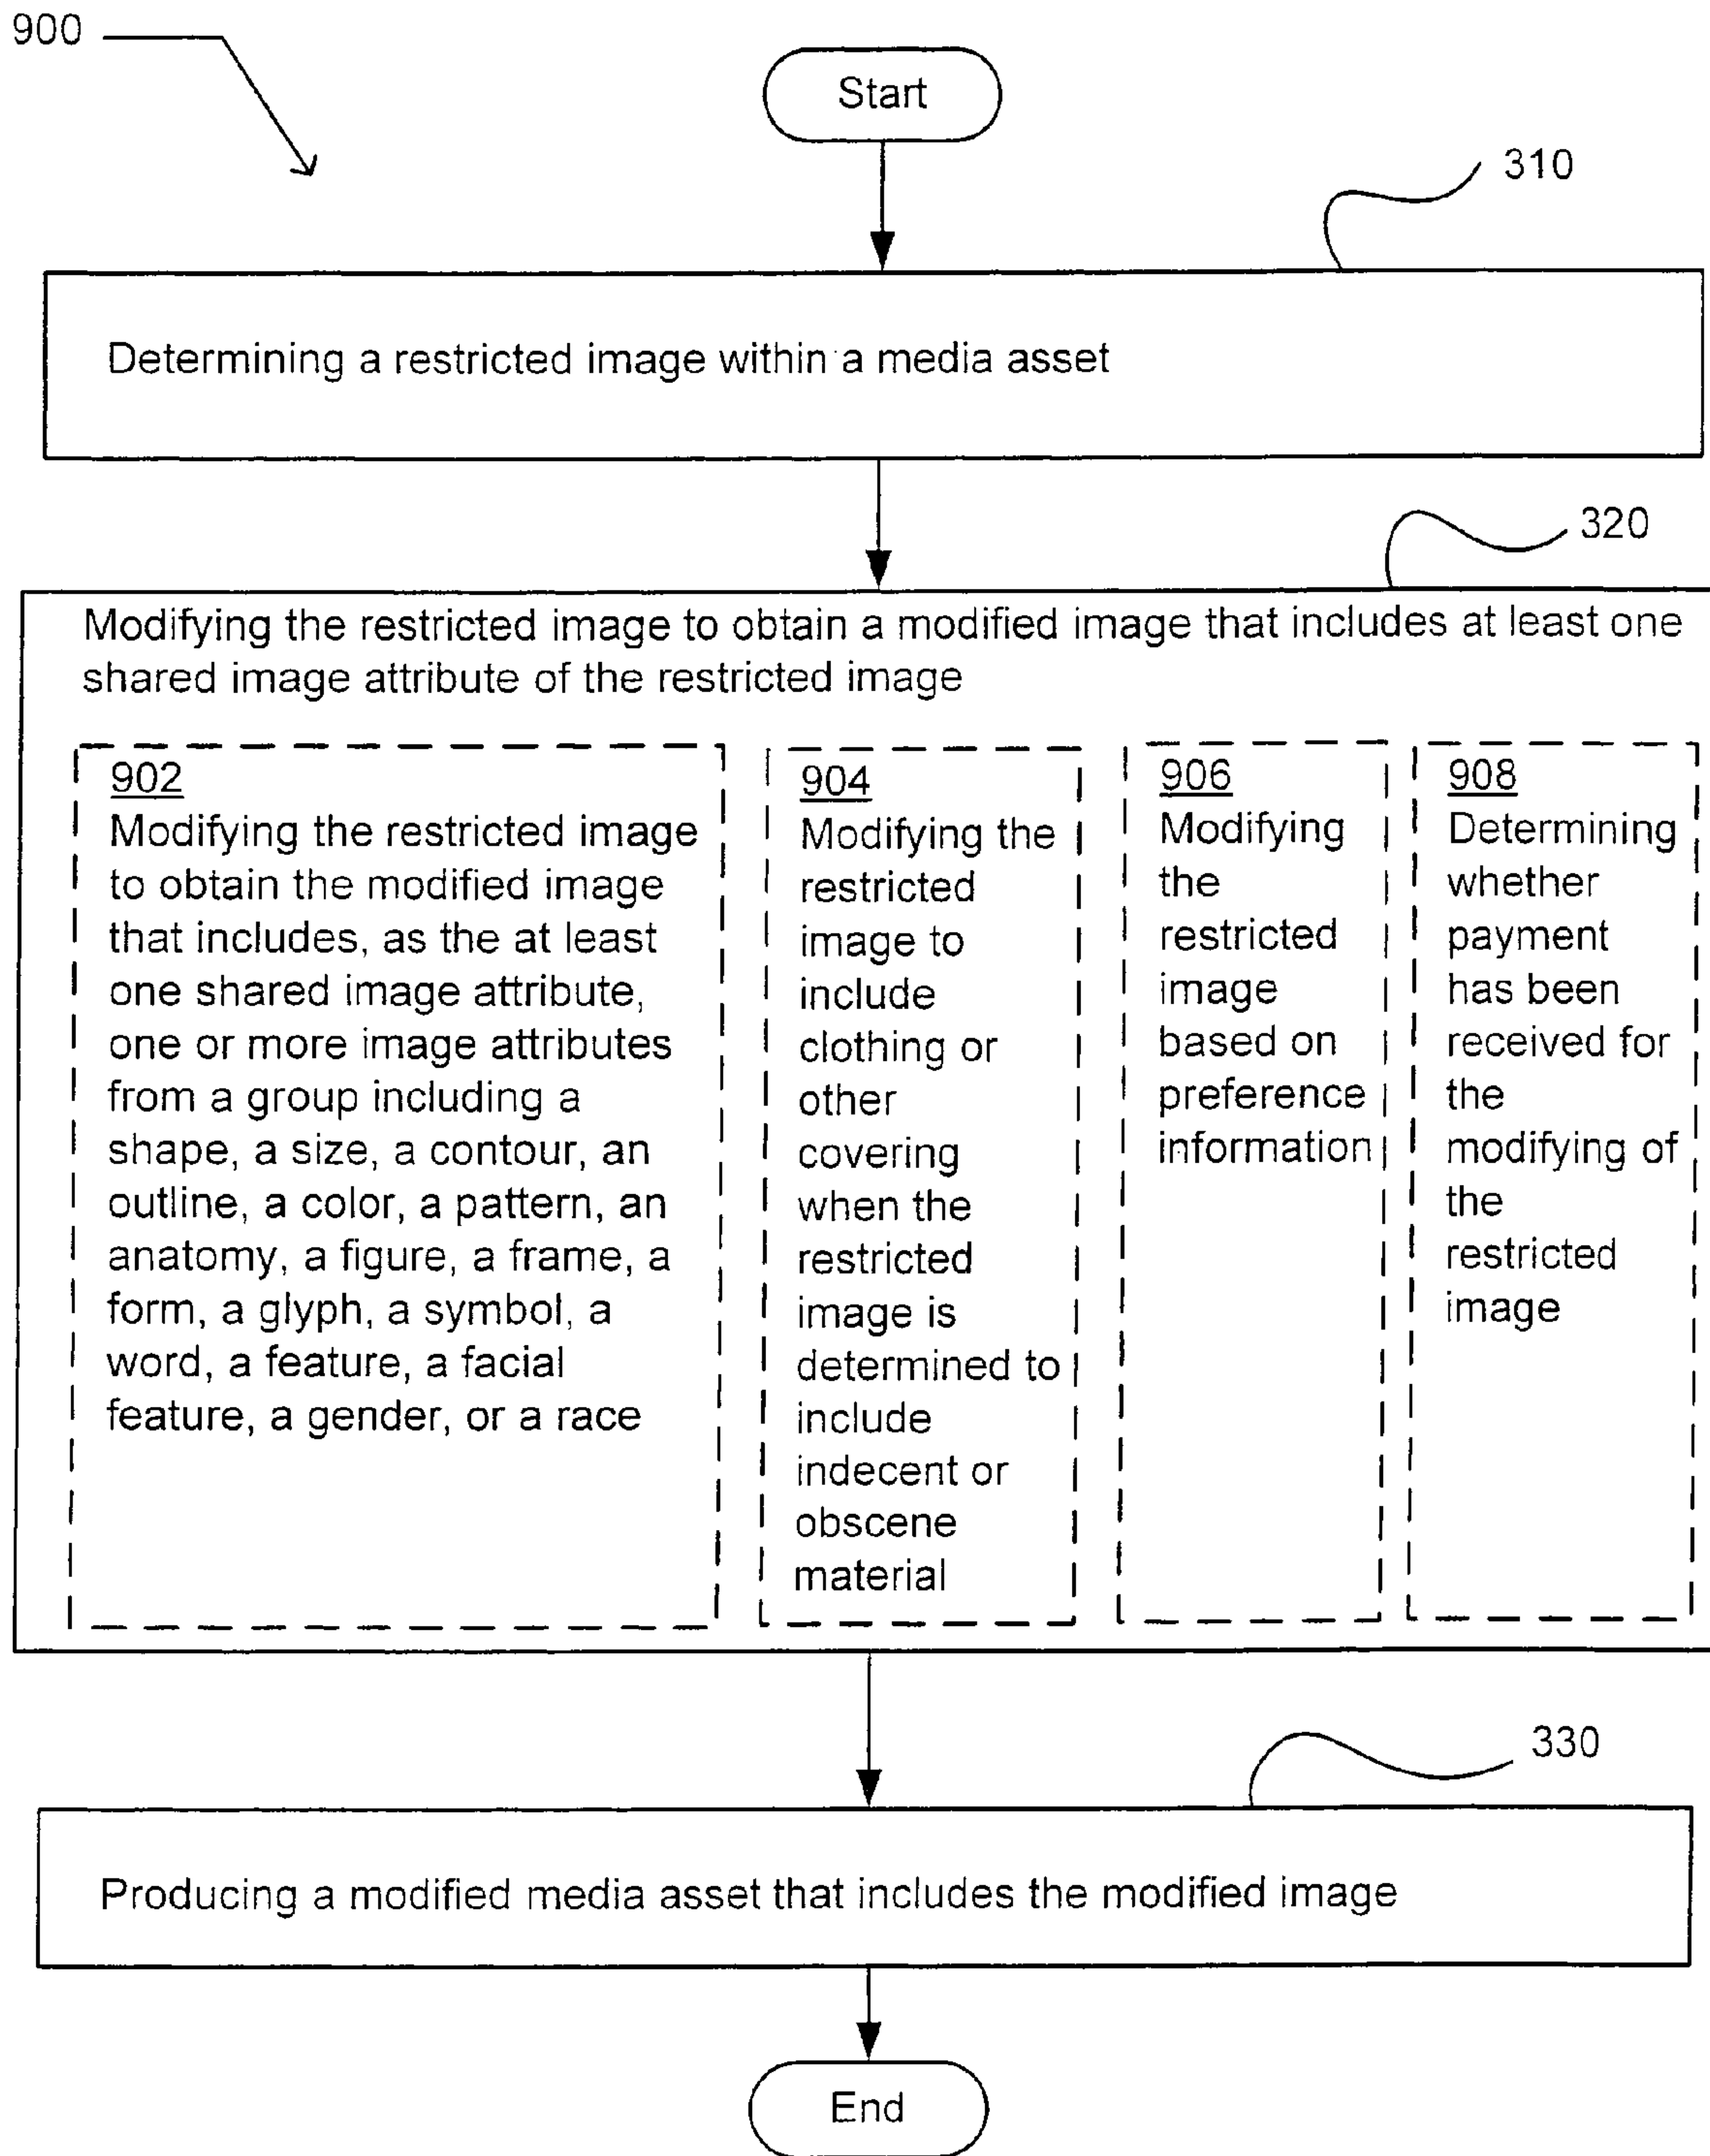 900
Start
310
Determining a restricted image within a media asset
320
Modifying the restricted image to obtain a modified image that includes at least one
shared image attribute of the restricted image
902
Modifying the restricted image
to obtain the modified image
that includes, as the at least
one shared image attribute,
one or more image attributes
from a group including a
shape, a size, a contour, an
outline, a color, a pattern, an
anatomy, a figure, a frame, a
form, a glyph, a symbol, a
word, a feature, a facial
feature, a gender, or a race
904
Modifying the
restricted
image to
include
clothing or
other
covering
when the
restricted
image is
determined to
include
indecent or
obscene
material
906
Modifying
the
restricted
image
based on
preference
information
908
Determining
whether
payment
has been
received for
the
modifying of
the
restricted
image
330
Producing a modified media asset that includes the modified image
End